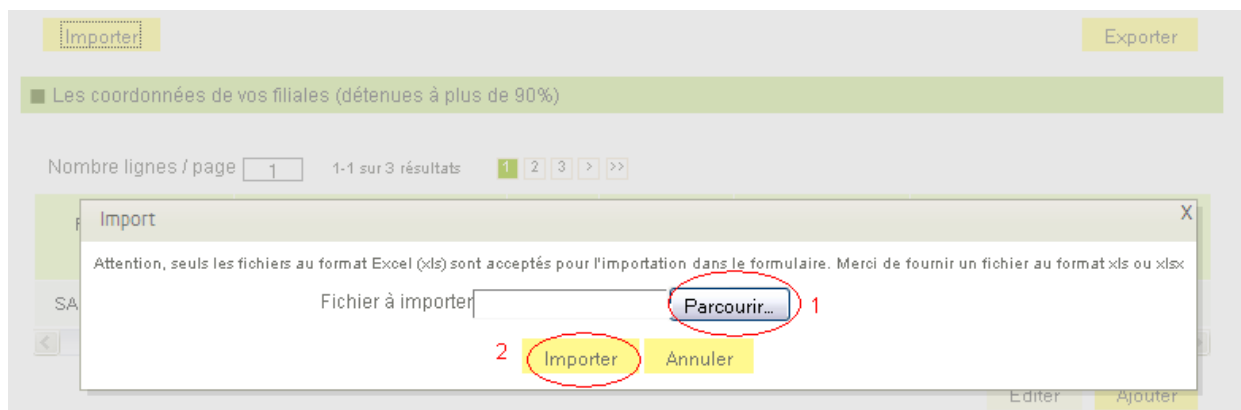 Importer
Exporter
Les coordonnées de vos filiales (détenues à plus de 90%)
Nombre lignes / page 1 1-1 sur 3 résultats 1 2 3 > >>
Import X
Attention, seuls les fichiers au format Excel (xls) sont acceptés pour l'importation dans le formulaire. Merci de fournir un fichier au format xls ou xlsx
SA
Fichier à importer Parcourir... 1
2 Importer Annuler
Editer Ajouter